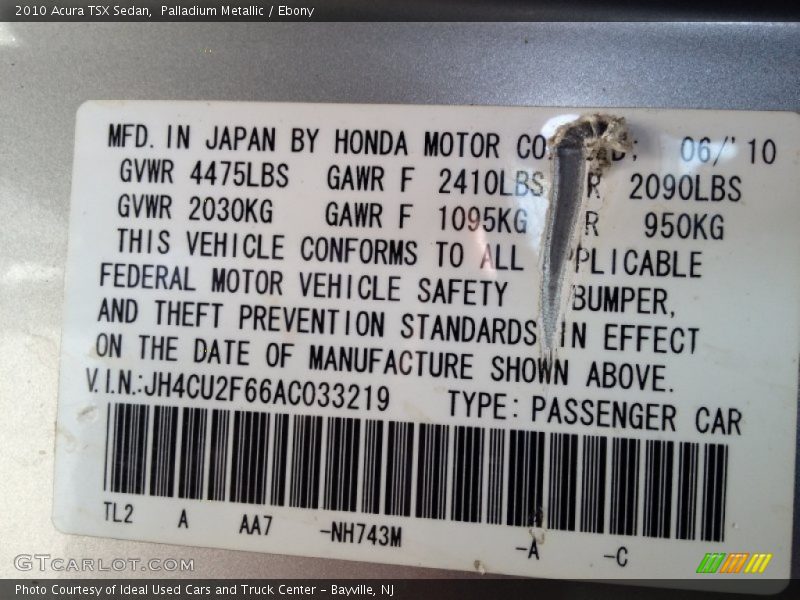 2010 Acura TSX Sedan, Palladium Metallic / Ebony
MFD. IN JAPAN BY HONDA MOTOR CO. 06/'10
GVWR 4475LBS GAWR F 2410LBS R 2090LBS
GVWR 2030KG GAWR F 1095KG R 950KG
THIS VEHICLE CONFORMS TO ALL PPLICABLE
FEDERAL MOTOR VEHICLE SAFETY BUMPER,
AND THEFT PREVENTION STANDARDS IN EFFECT
ON THE DATE OF MANUFACTURE SHOWN ABOVE.
V.I.N.:JH4CU2F66AC033219 TYPE: PASSENGER CAR
TL2 A AA7 -NH743M -A -C
GTCARLOT.COM
Photo Courtesy of Ideal Used Cars and Truck Center – Bayville, NJ